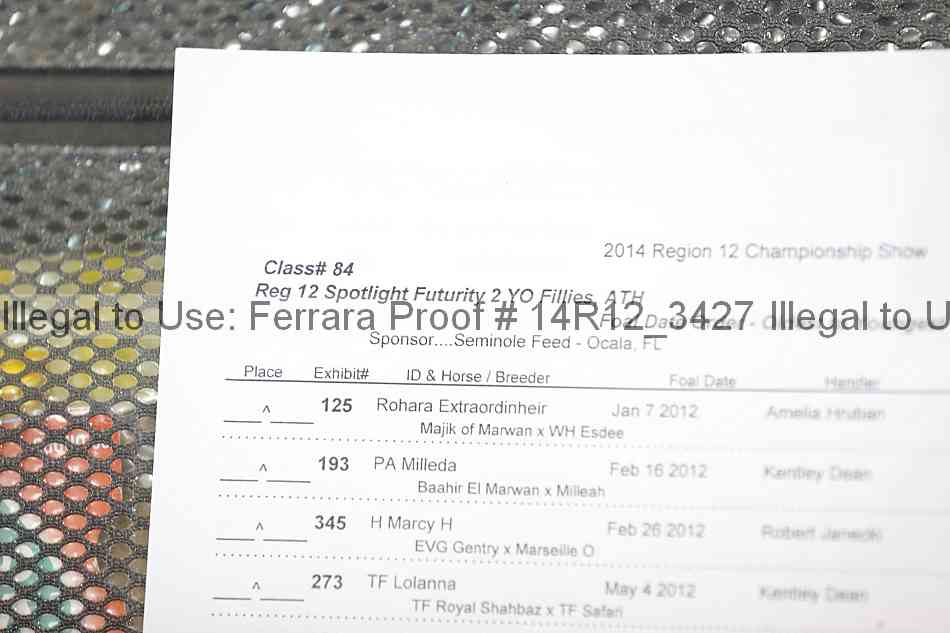 2014 Region 12 Championship Show
Class# 84
Reg 12 Spotlight Futurity 2 YO Fillies, ATH
Foal Date Order -
Illegal to Use: Ferrara Proof # 14R12_3427 Illegal to U
Sponsor....Seminole Feed - Ocala, FL
Place Exhibit# ID & Horse / Breeder Foal Date Handler
^ 125 Rohara Extraordinheir Jan 7 2012 Amelia Hruban
Majik of Marwan x WH Esdee
^ 193 PA Milleda Feb 16 2012 Kentley Dean
Baahir El Marwan x Milleah
^ 345 H Marcy H Feb 26 2012 Robert
EVG Gentry x Marseille O
^ 273 TF Lolanna May 4 2012 Kentley Dean
TF Royal Shahbaz x TF Safari